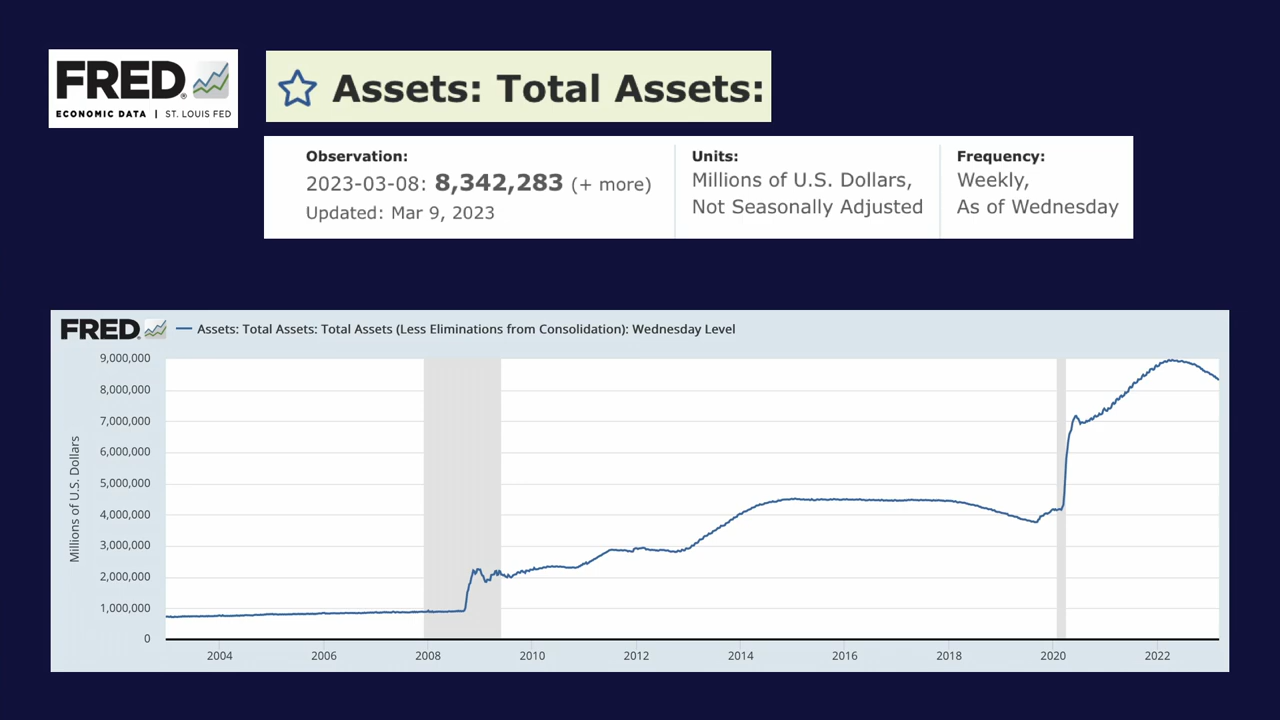 FRED®
ECONOMIC DATA | ST. LOUIS FED
Assets: Total Assets:
Observation:
2023-03-08: 8,342,283 (+ more)
Updated: Mar 9, 2023
Units:
Millions of U.S. Dollars,
Not Seasonally Adjusted
Frequency:
Weekly,
As of Wednesday
FRED® — Assets: Total Assets: Total Assets (Less Eliminations from Consolidation): Wednesday Level
Millions of U.S. Dollars
9,000,000
8,000,000
7,000,000
6,000,000
5,000,000
4,000,000
3,000,000
2,000,000
1,000,000
0
2004 2006 2008 2010 2012 2014 2016 2018 2020 2022